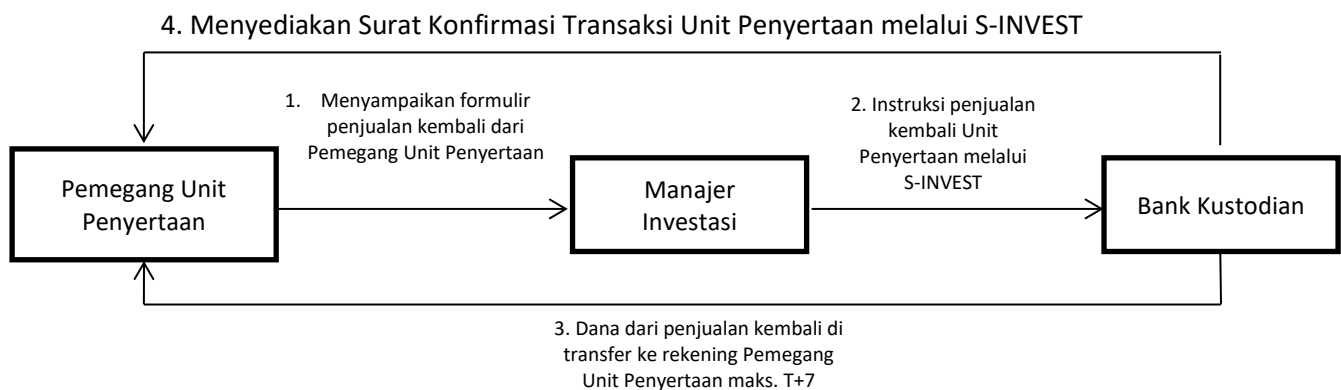 4. Menyediakan Surat Konfirmasi Transaksi Unit Penyertaan melalui S-INVEST
1. Menyampaikan formulir
penjualan kembali dari
Pemegang Unit Penyertaan
2. Instruksi penjualan
kembali Unit
Penyertaan melalui
S-INVEST
Pemegang Unit
Penyertaan
Manajer
Investasi
Bank Kustodian
3. Dana dari penjualan kembali di
transfer ke rekening Pemegang
Unit Penyertaan maks. T+7